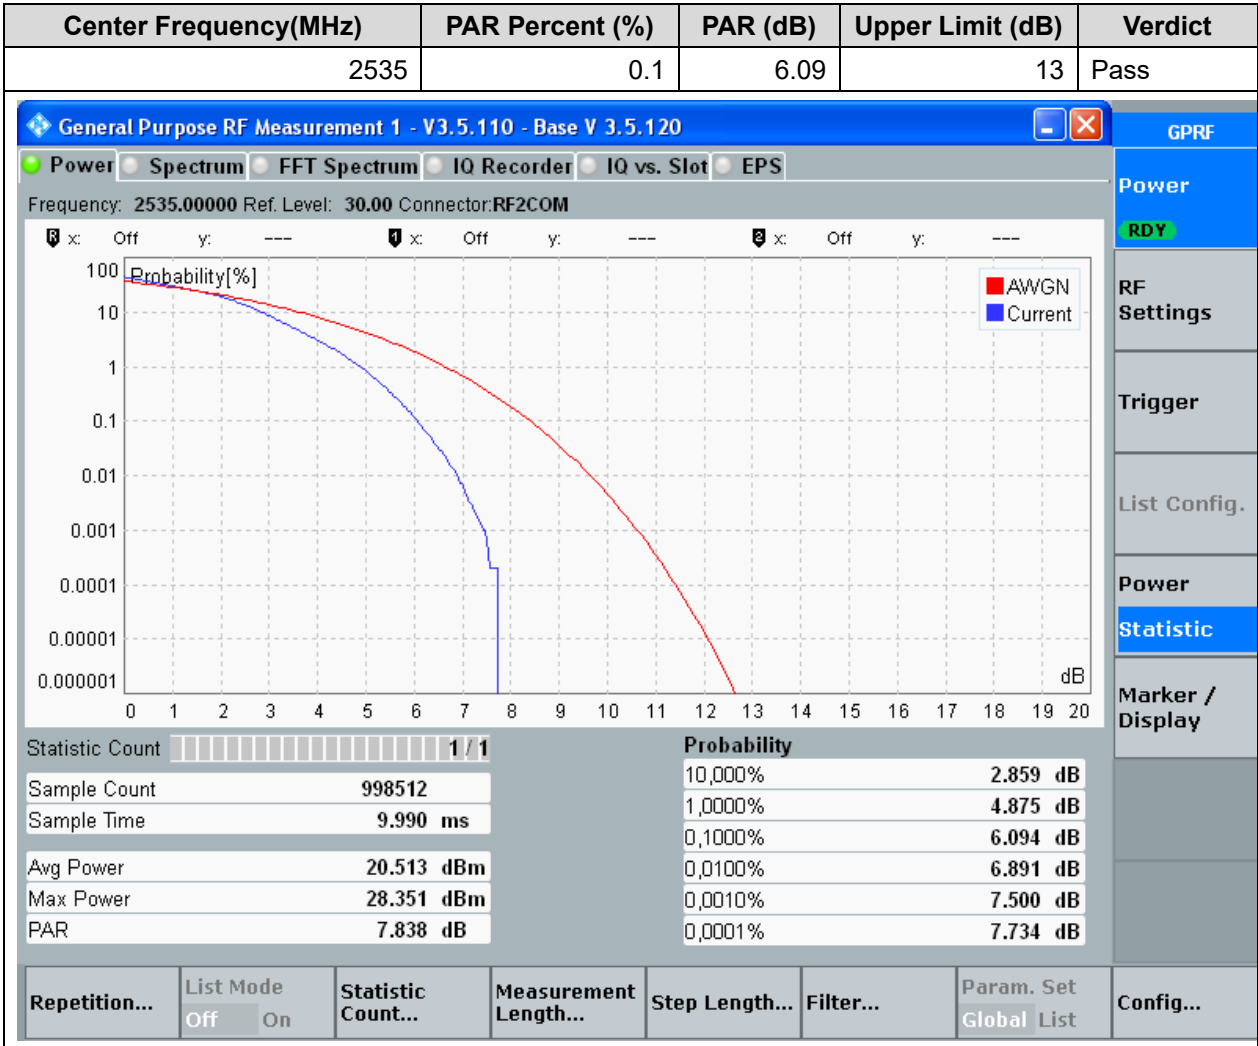 Center Frequency(MHz) PAR Percent (%) PAR (dB) Upper Limit (dB) Verdict
2535 0.1 6.09 13 Pass
General Purpose RF Measurement 1 - V3.5.110 - Base V 3.5.120
GPRF
Power Spectrum FFT Spectrum IQ Recorder IQ vs. Slot EPS
Power
RDY
Frequency: 2535.00000 Ref. Level: 30.00 Connector:RF2COM
R x: Off y: --- 1 x: Off y: --- 2 x: Off y: ---
Probability[%]
100
10
1
0.1
0.01
0.001
0.0001
0.00001
0.000001
AWGN
Current
dB
0 1 2 3 4 5 6 7 8 9 10 11 12 13 14 15 16 17 18 19 20
RF
Settings
Trigger
List Config.
Power
Statistic
Marker /
Display
Statistic Count 1 / 1
Sample Count 998512
Sample Time 9.990 ms
Avg Power 20.513 dBm
Max Power 28.351 dBm
PAR 7.838 dB
Probability
10,000% 2.859 dB
1,0000% 4.875 dB
0,1000% 6.094 dB
0,0100% 6.891 dB
0,0010% 7.500 dB
0,0001% 7.734 dB
Repetition...
List Mode
Off On
Statistic
Count...
Measurement
Length...
Step Length...
Filter...
Param. Set
Global List
Config...